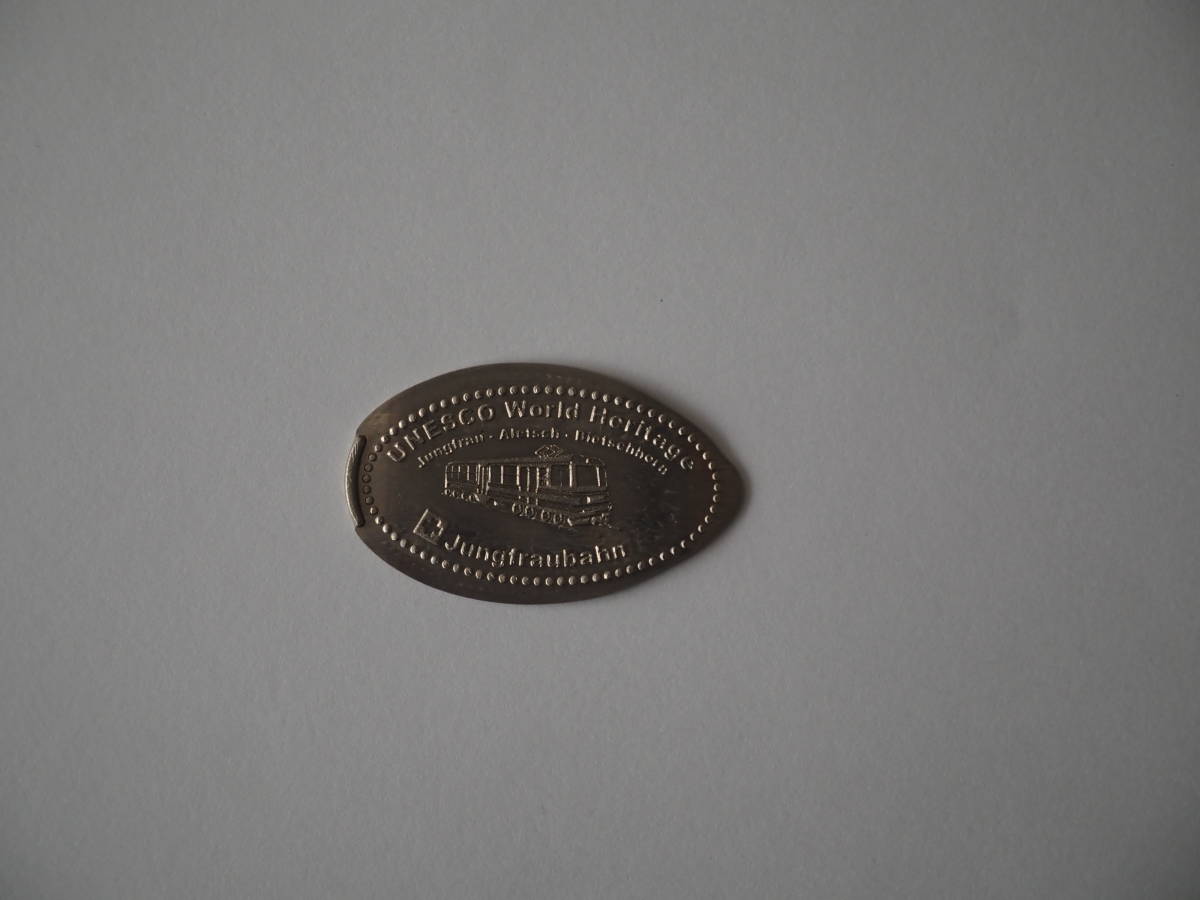 UNESCO World Heritage
Jungfrau - Aletsch - Bietschhorn
Jungfraubahn